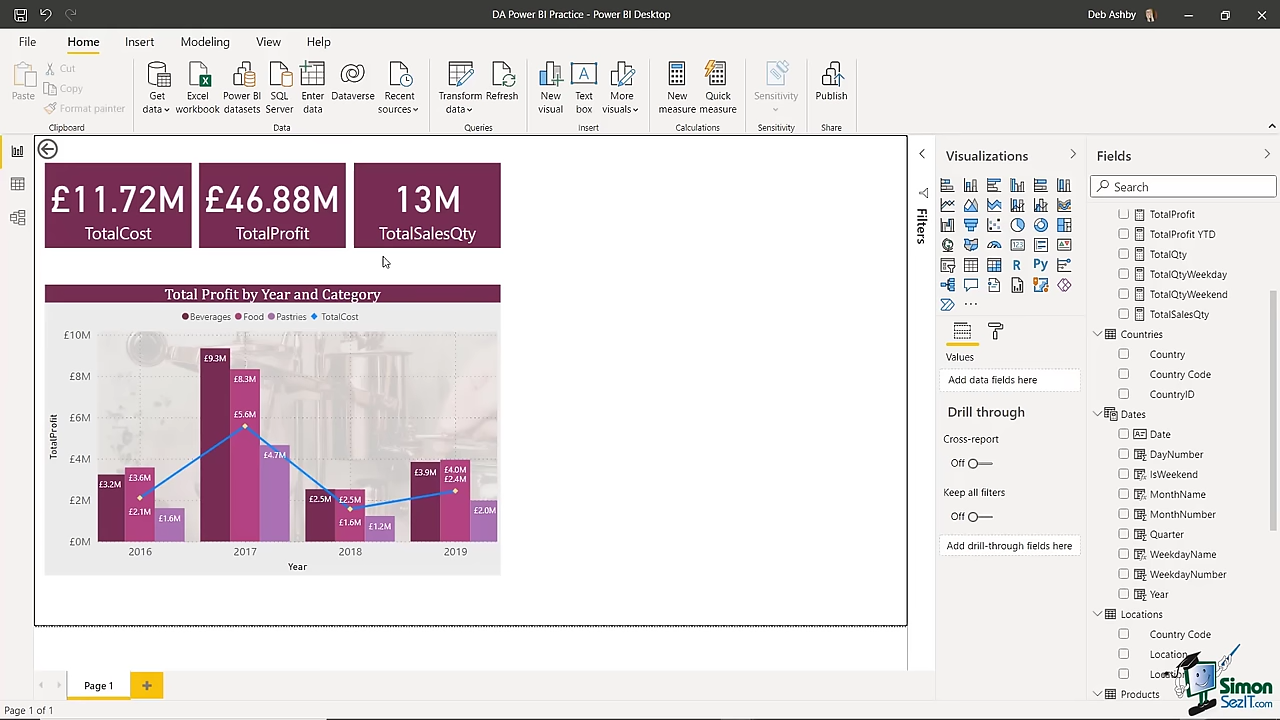 DA Power BI Practice - Power BI Desktop
Deb Ashby
File
Home
Insert
Modeling
View
Help
Paste
Cut
Copy
Format painter
Clipboard
Get data
Excel workbook
Power BI datasets
SQL Server
Enter data
Dataverse
Recent sources
Data
Transform data
Refresh
Queries
New visual
Text box
More visuals
Insert
New measure
Quick measure
Calculations
Sensitivity
Sensitivity
Publish
Share
£11.72M
TotalCost
£46.88M
TotalProfit
13M
TotalSalesQty
Total Profit by Year and Category
Beverages Food Pastries TotalCost
£10M
£8M
£6M
£4M
£2M
£0M
TotalProfit
£3.2M
£3.6M
£2.1M
£1.6M
£9.3M
£8.3M
£5.6M
£4.7M
£2.5M
£2.5M
£1.6M
£1.2M
£3.9M
£4.0M
£2.4M
£2.0M
2016
2017
2018
2019
Year
Filters
Visualizations
R
Py
Values
Add data fields here
Drill through
Cross-report
Off
Keep all filters
Off
Add drill-through fields here
Fields
Search
TotalProfit
TotalProfit YTD
TotalQty
TotalQtyWeekday
TotalQtyWeekend
TotalSalesQty
Countries
Country
Country Code
CountryID
Dates
Date
DayNumber
IsWeekend
MonthName
MonthNumber
Quarter
WeekdayName
WeekdayNumber
Year
Locations
Country Code
Location
Products
Page 1
Page 1 of 1
Simon
SezIT.com